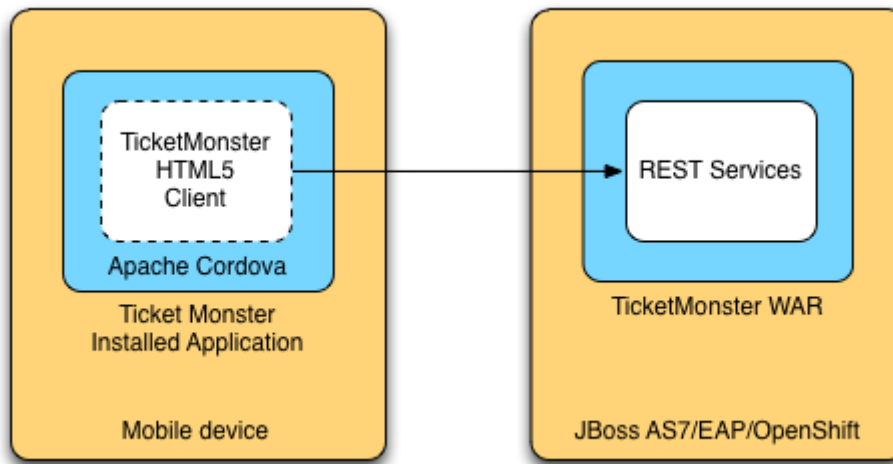 TicketMonster
HTML5
Client
Apache Cordova
Ticket Monster
Installed Application
Mobile device
REST Services
TicketMonster WAR
JBoss AS7/EAP/OpenShift